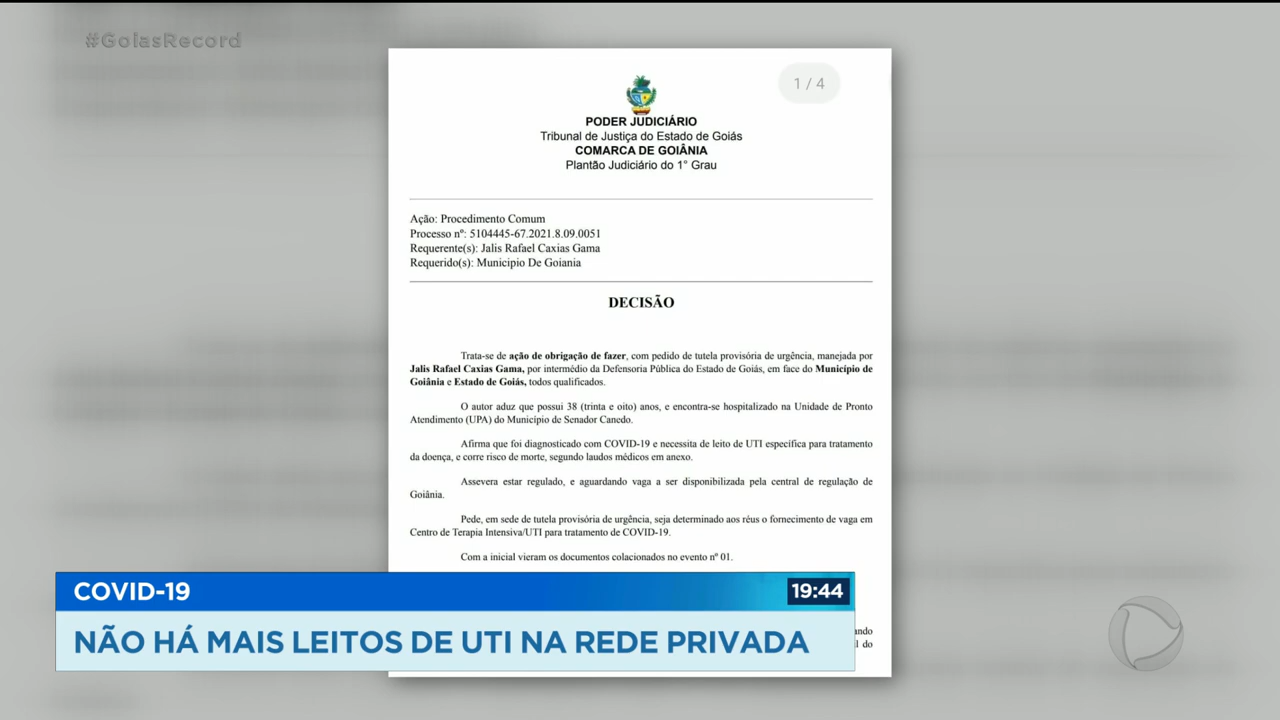 #GoiasRecord
1 / 4
PODER JUDICIÁRIO
Tribunal de Justiça do Estado de Goiás
COMARCA DE GOIÂNIA
Plantão Judiciário do 1° Grau
Ação: Procedimento Comum
Processo nº: 5104445-67.2021.8.09.0051
Requerente(s): Jalis Rafael Caxias Gama
Requerido(s): Municipio De Goiania
DECISÃO
Trata-se de ação de obrigação de fazer, com pedido de tutela provisória de urgência, manejada por
Jalis Rafael Caxias Gama, por intermédio da Defensoria Pública do Estado de Goiás, em face do Município de
Goiânia e Estado de Goiás, todos qualificados.
O autor aduz que possui 38 (trinta e oito) anos, e encontra-se hospitalizado na Unidade de Pronto
Atendimento (UPA) do Município de Senador Canedo.
Afirma que foi diagnosticado com COVID-19 e necessita de leito de UTI específica para tratamento
da doença, e corre risco de morte, segundo laudos médicos em anexo.
Assevera estar regulado, e aguardando vaga a ser disponibilizada pela central de regulação de
Goiânia.
Pede, em sede de tutela provisória de urgência, seja determinado aos réus o fornecimento de vaga em
Centro de Terapia Intensiva/UTI para tratamento de COVID-19.
Com a inicial vieram os documentos colacionados no evento nº 01.
COVID-19
19:44
NÃO HÁ MAIS LEITOS DE UTI NA REDE PRIVADA